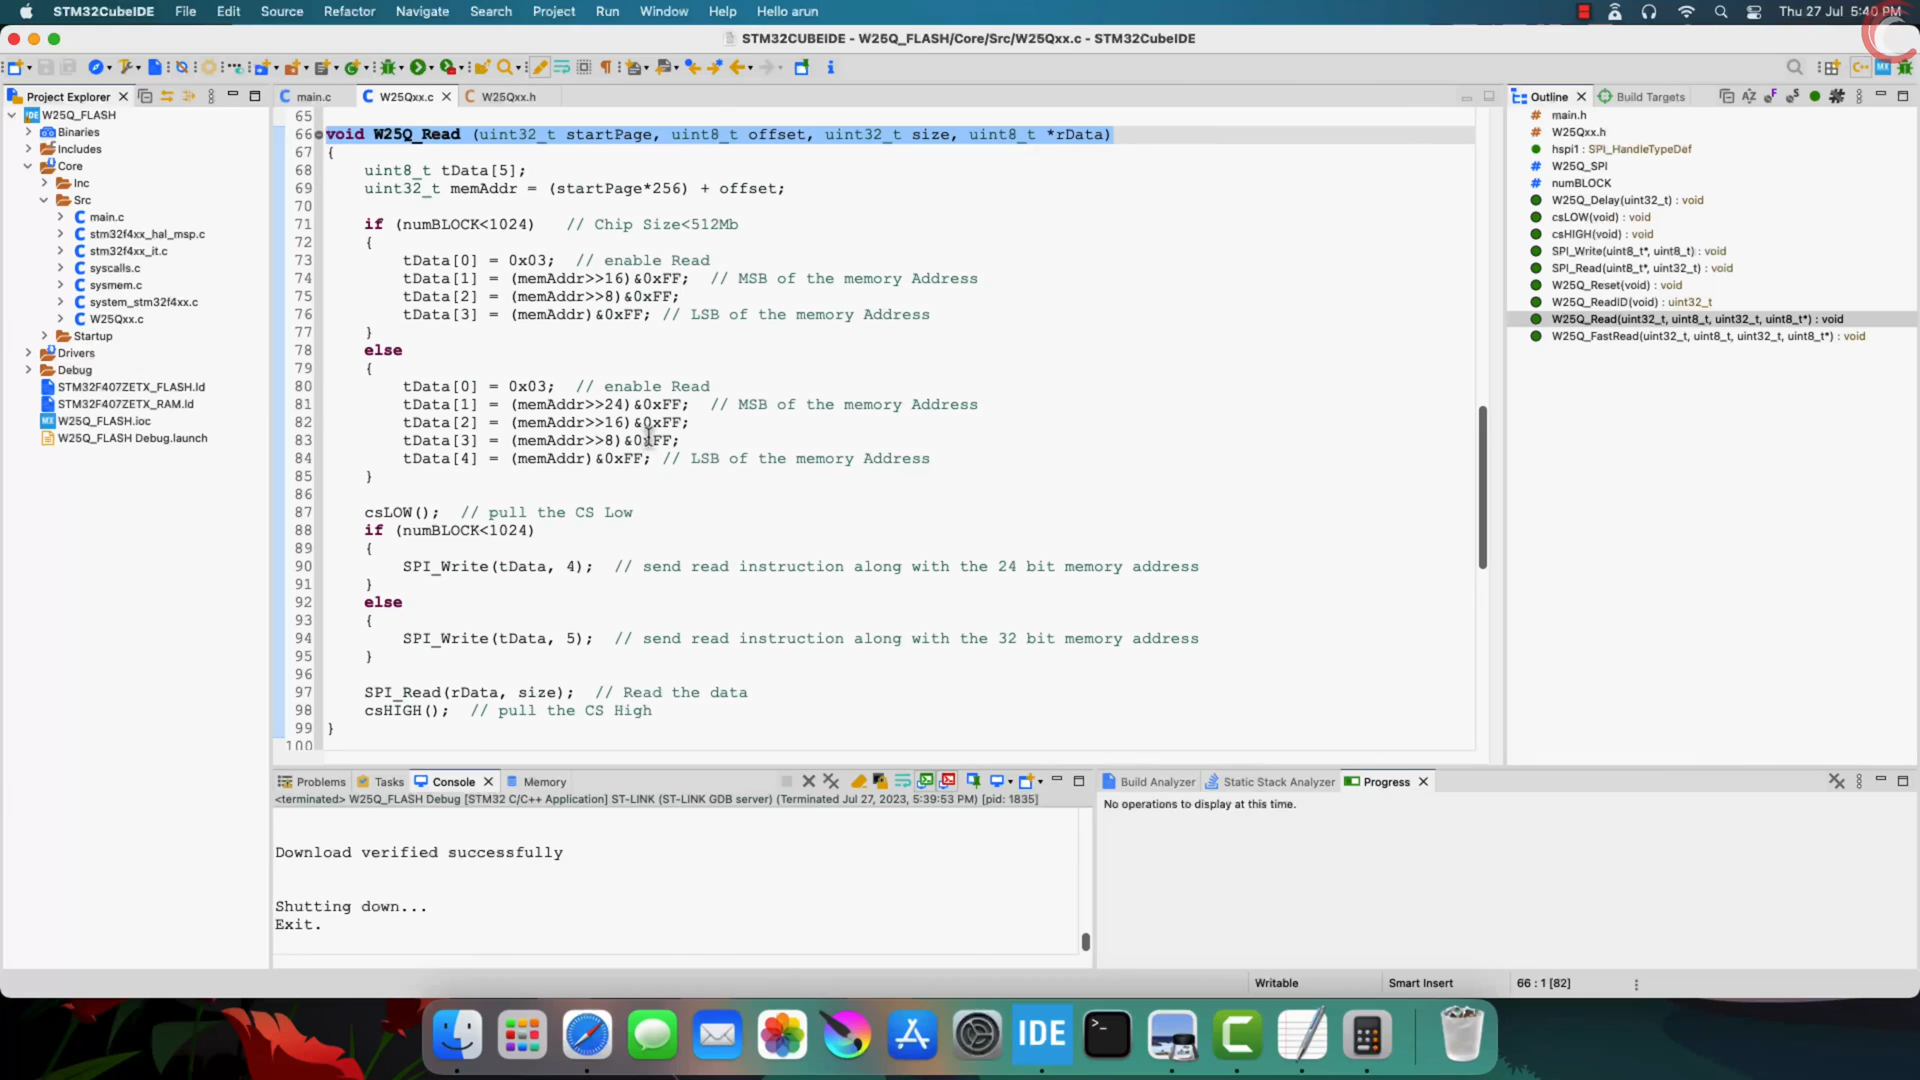 STM32CubeIDE File Edit Source Refactor Navigate Search Project Run Window Help Hello arun Thu 27 Jul 5:40 PM
STM32CUBEIDE - W25Q_FLASH/Core/Src/W25Qxx.c - STM32CubeIDE
Project Explorer
W25Q_FLASH
Binaries
Includes
Core
Inc
Src
main.c
stm32f4xx_hal_msp.c
stm32f4xx_it.c
syscalls.c
sysmem.c
system_stm32f4xx.c
W25Qxx.c
Startup
Drivers
Debug
STM32F407ZETX_FLASH.ld
STM32F407ZETX_RAM.ld
W25Q_FLASH.ioc
W25Q_FLASH Debug.launch
main.c W25Qxx.c W25Qxx.h
65
66 void W25Q_Read (uint32_t startPage, uint8_t offset, uint32_t size, uint8_t *rData)
67 {
68 uint8_t tData[5];
69 uint32_t memAddr = (startPage*256) + offset;
70
71 if (numBLOCK<1024) // Chip Size<512Mb
72 {
73 tData[0] = 0x03; // enable Read
74 tData[1] = (memAddr>>16)&0xFF; // MSB of the memory Address
75 tData[2] = (memAddr>>8)&0xFF;
76 tData[3] = (memAddr)&0xFF; // LSB of the memory Address
77 }
78 else
79 {
80 tData[0] = 0x03; // enable Read
81 tData[1] = (memAddr>>24)&0xFF; // MSB of the memory Address
82 tData[2] = (memAddr>>16)&0xFF;
83 tData[3] = (memAddr>>8)&0xFF;
84 tData[4] = (memAddr)&0xFF; // LSB of the memory Address
85 }
86
87 csLOW(); // pull the CS Low
88 if (numBLOCK<1024)
89 {
90 SPI_Write(tData, 4); // send read instruction along with the 24 bit memory address
91 }
92 else
93 {
94 SPI_Write(tData, 5); // send read instruction along with the 32 bit memory address
95 }
96
97 SPI_Read(rData, size); // Read the data
98 csHIGH(); // pull the CS High
99 }
100
Outline Build Targets
main.h
W25Qxx.h
hspi1 : SPI_HandleTypeDef
W25Q_SPI
numBLOCK
W25Q_Delay(uint32_t) : void
csLOW(void) : void
csHIGH(void) : void
SPI_Write(uint8_t*, uint8_t) : void
SPI_Read(uint8_t*, uint32_t) : void
W25Q_Reset(void) : void
W25Q_ReadID(void) : uint32_t
W25Q_Read(uint32_t, uint8_t, uint32_t, uint8_t*) : void
W25Q_FastRead(uint32_t, uint8_t, uint32_t, uint8_t*) : void
Problems Tasks Console Memory
<terminated> W25Q_FLASH Debug [STM32 C/C++ Application] ST-LINK (ST-LINK GDB server) (Terminated Jul 27, 2023, 5:39:53 PM) [pid: 1835]
Download verified successfully
Shutting down...
Exit.
Build Analyzer Static Stack Analyzer Progress
No operations to display at this time.
Writable Smart Insert 66 : 1 [82]
IDE